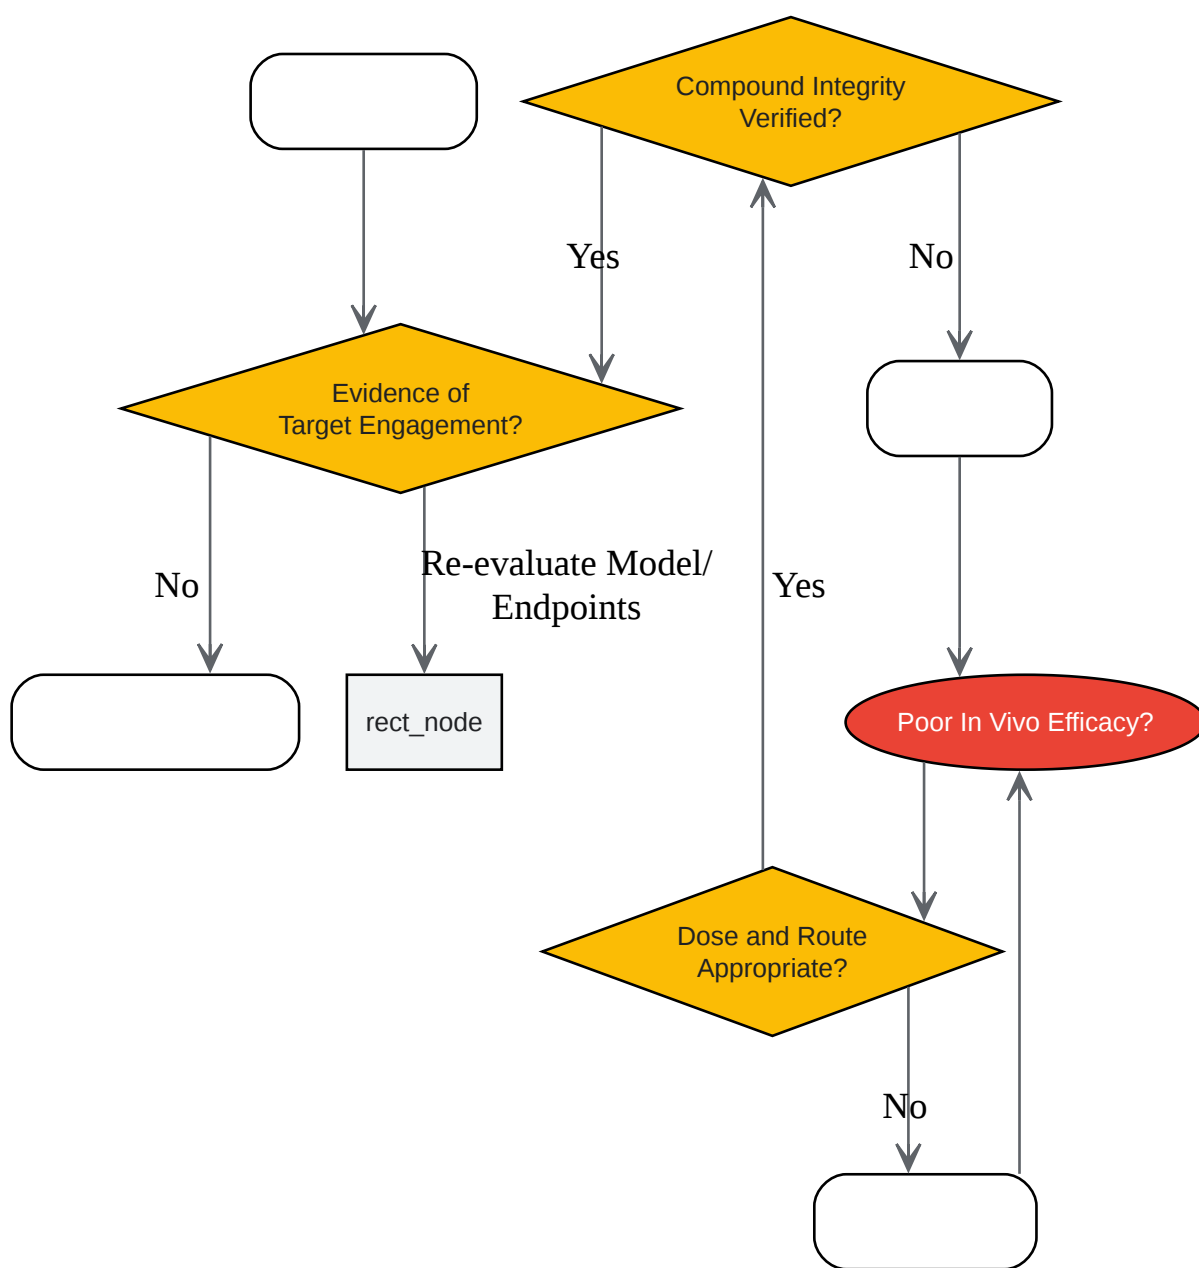 Compound Integrity
Verified?
Yes
No
Evidence of
Target Engagement?
No
Re-evaluate Model/
Endpoints
Yes
rect_node
Poor In Vivo Efficacy?
Dose and Route
Appropriate?
No